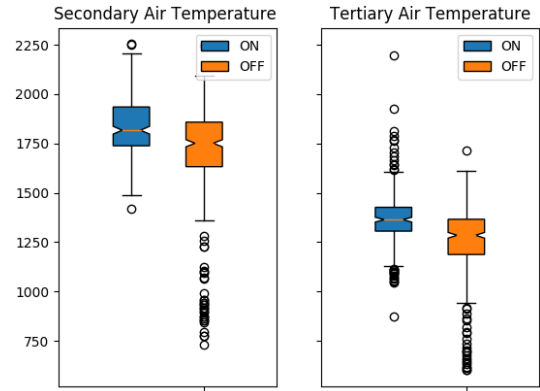 Secondary Air Temperature
Tertiary Air Temperature
ON
OFF
ON
OFF
2250
2000
1750
1500
1250
1000
750